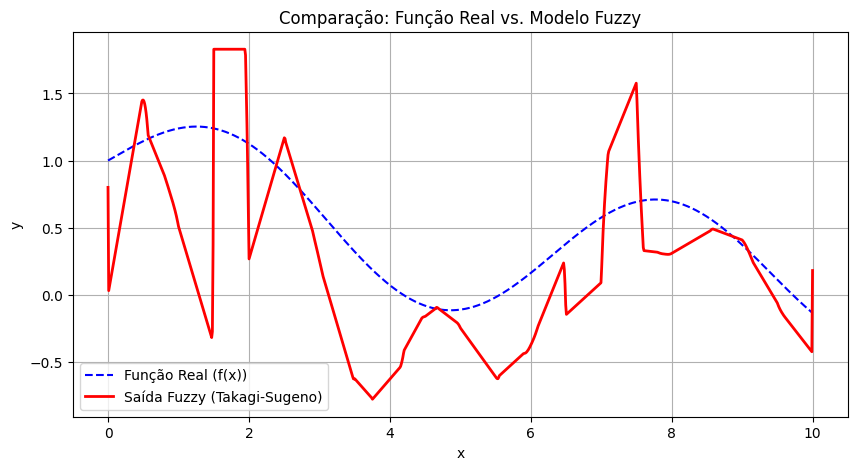 Comparação: Função Real vs. Modelo Fuzzy
y
1.5
1.0
0.5
0.0
−0.5
Função Real (f(x))
Saída Fuzzy (Takagi-Sugeno)
0 2 4 6 8 10
x